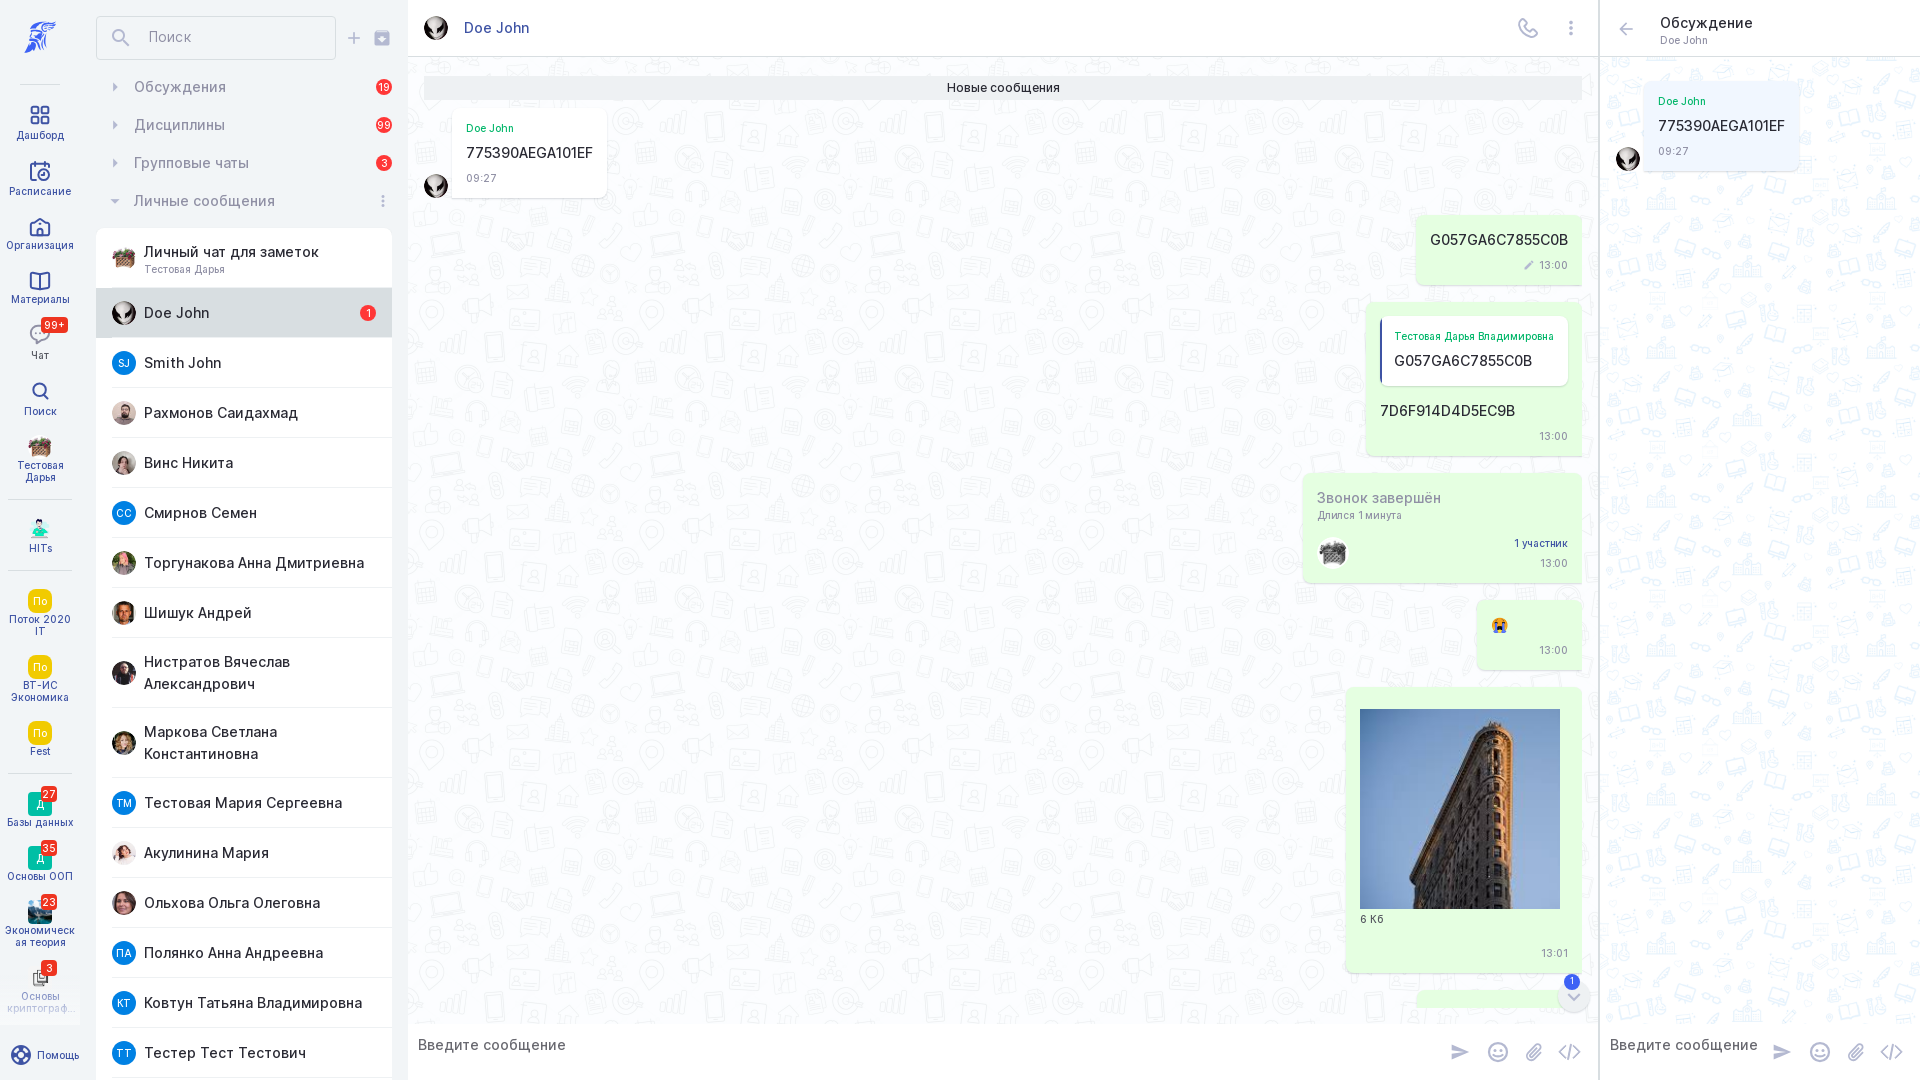 Дашборд
Расписание
Организация
Материалы
99+
Чат
Поиск
Тестовая
Дарья
HITs
По
Поток 2020
IT
По
ВТ-ИС
Экономика
По
Fest
27
Д
Базы данных
35
Д
Основы ООП
23
Экономичес
ая теория
3
Основы
криптограф...
Помощь
Поиск
Обсуждения
19
Дисциплины
99
Групповые чаты
3
Личные сообщения
Личный чат для заметок
Тестовая Дарья
Doe John
1
SJ
Smith John
Рахмонов Саидахмад
Винс Никита
СС
Смирнов Семен
Торгунакова Анна Дмитриевна
Шишук Андрей
Нистратов Вячеслав
Александрович
Маркова Светлана
Константиновна
ТМ
Тестовая Мария Сергеевна
Акулинина Мария
Ольхова Ольга Олеговна
ПА
Полянко Анна Андреевна
КТ
Ковтун Татьяна Владимировна
ТТ
Тестер Тест Тестович
Doe John
Новые сообщения
Doe John
775390AEGA101EF
09:27
G057GA6C7855C0B
13:00
Тестовая Дарья Владимировна
G057GA6C7855C0B
7D6F914D4D5EC9B
13:00
Звонок завершён
Длился 1 минута
1 участник
13:00
13:00
6 Кб
13:01
1
Введите сообщение
Обсуждение
Doe John
Doe John
775390AEGA101EF
09:27
Введите сообщение